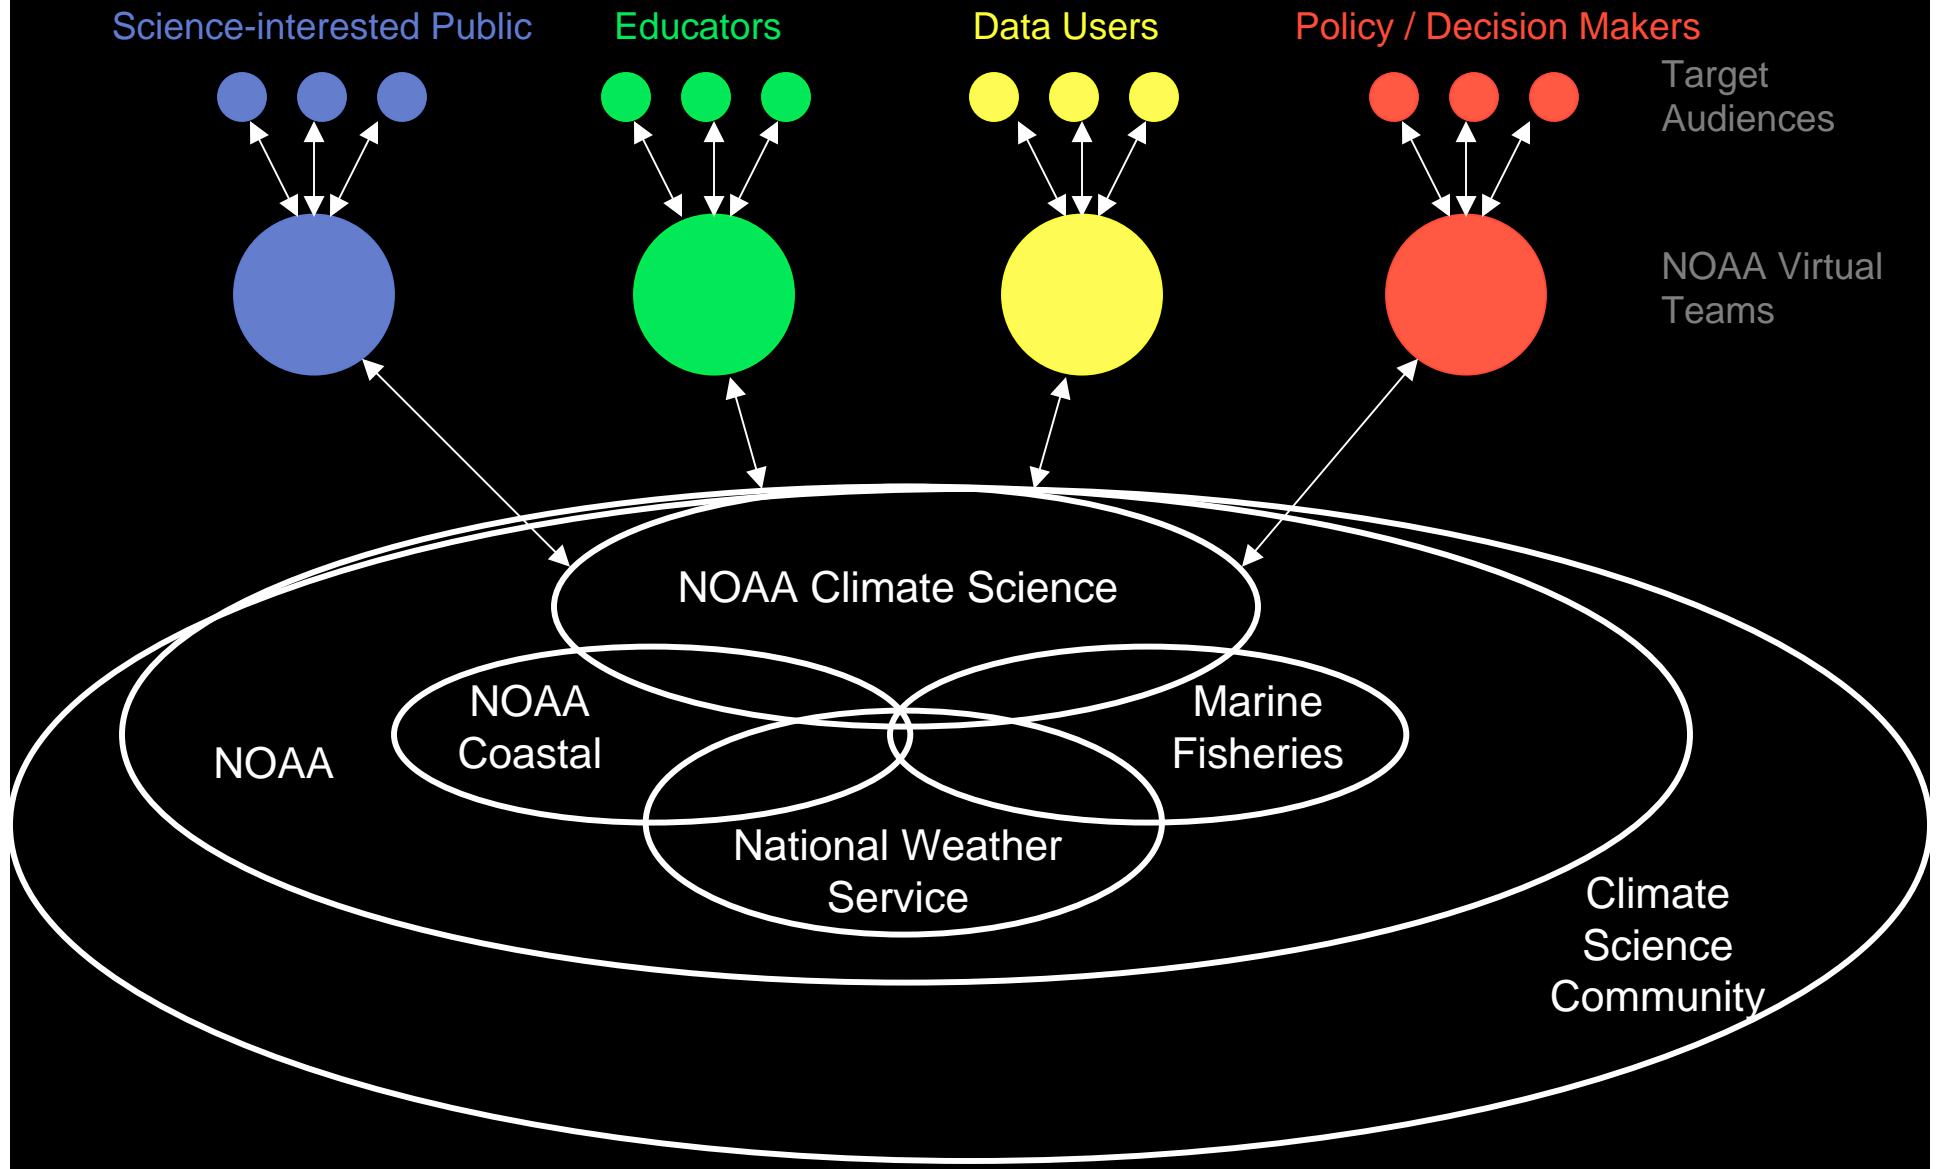 Science-interested Public
Educators
Data Users
Policy / Decision Makers
Target
Audiences
NOAA Virtual
Teams
NOAA Climate Science
NOAA
Coastal
Marine
Fisheries
NOAA
National Weather
Service
Climate
Science
Community